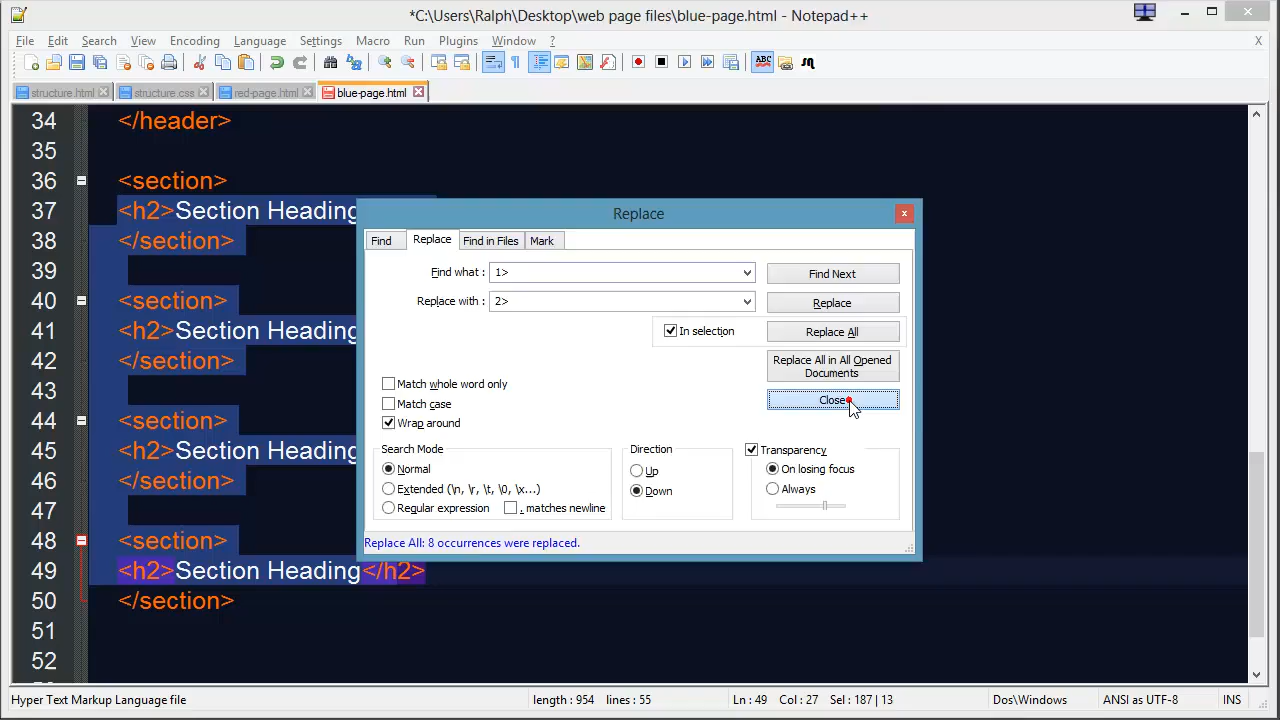 *C:\Users\Ralph\Desktop\web page files\blue-page.html - Notepad++
File Edit Search View Encoding Language Settings Macro Run Plugins Window ? X
structure.html structure.css red-page.html blue-page.html
34 </header>
35
36 <section>
37 <h2>Section Heading
38 </section>
39
40 <section>
41 <h2>Section Heading
42 </section>
43
44 <section>
45 <h2>Section Heading
46 </section>
47
48 <section>
49 <h2>Section Heading</h2>
50 </section>
51
52
Replace
Find Replace Find in Files Mark
Find what : 1> Find Next
Replace with : 2> Replace
In selection Replace All
Replace All in All Opened
Documents
Match whole word only
Close
Match case
Wrap around
Search Mode Direction Transparency
Normal Up On losing focus
Extended (\n, \r, \t, \0, \x...) Down Always
Regular expression . matches newline
Replace All: 8 occurrences were replaced.
Hyper Text Markup Language file length : 954 lines : 55 Ln : 49 Col : 27 Sel : 187 | 13 Dos\Windows ANSI as UTF-8 INS